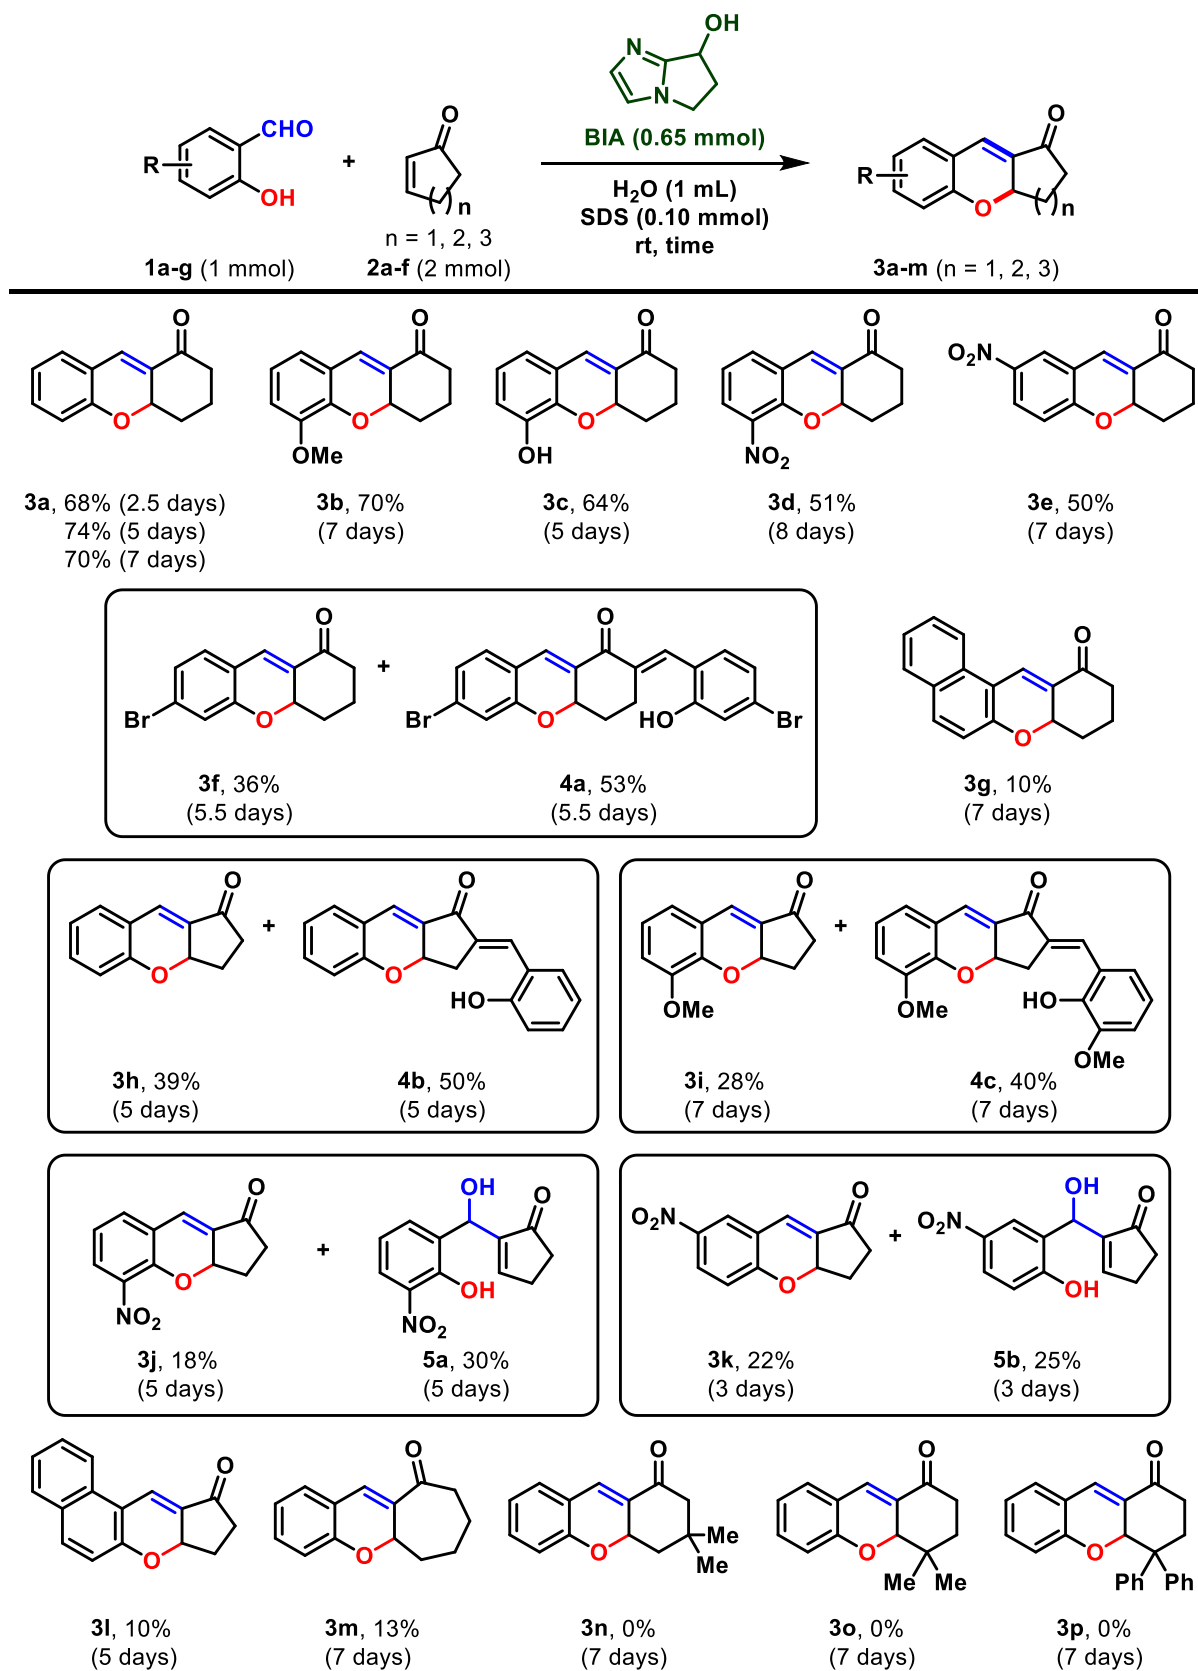 OH
N
N
BIA (0.65 mmol)
CHO
R
OH
+
O
( )n
n = 1, 2, 3
H2O (1 mL)
SDS (0.10 mmol)
rt, time
O
R
O
( )n
1a-g (1 mmol)
2a-f (2 mmol)
3a-m (n = 1, 2, 3)
O
O
O
O
O
O2N
O
O
O
O
O
OMe
OH
NO2
3a, 68% (2.5 days)
74% (5 days)
70% (7 days)
3b, 70%
(7 days)
3c, 64%
(5 days)
3d, 51%
(8 days)
3e, 50%
(7 days)
O
Br
O
+
O
Br
O
HO
Br
O
O
3f, 36%
(5.5 days)
4a, 53%
(5.5 days)
3g, 10%
(7 days)
O
O
+
O
O
HO
O
O
OMe
+
O
O
OMe
HO
OMe
3h, 39%
(5 days)
4b, 50%
(5 days)
3i, 28%
(7 days)
4c, 40%
(7 days)
O
O
NO2
+
OH
O
OH
NO2
O2N
O
O
+
O2N
OH
O
OH
3j, 18%
(5 days)
5a, 30%
(5 days)
3k, 22%
(3 days)
5b, 25%
(3 days)
O
O
O
O
O
O
Me
Me
O
O
Me Me
O
O
Ph Ph
3l, 10%
(5 days)
3m, 13%
(7 days)
3n, 0%
(7 days)
3o, 0%
(7 days)
3p, 0%
(7 days)